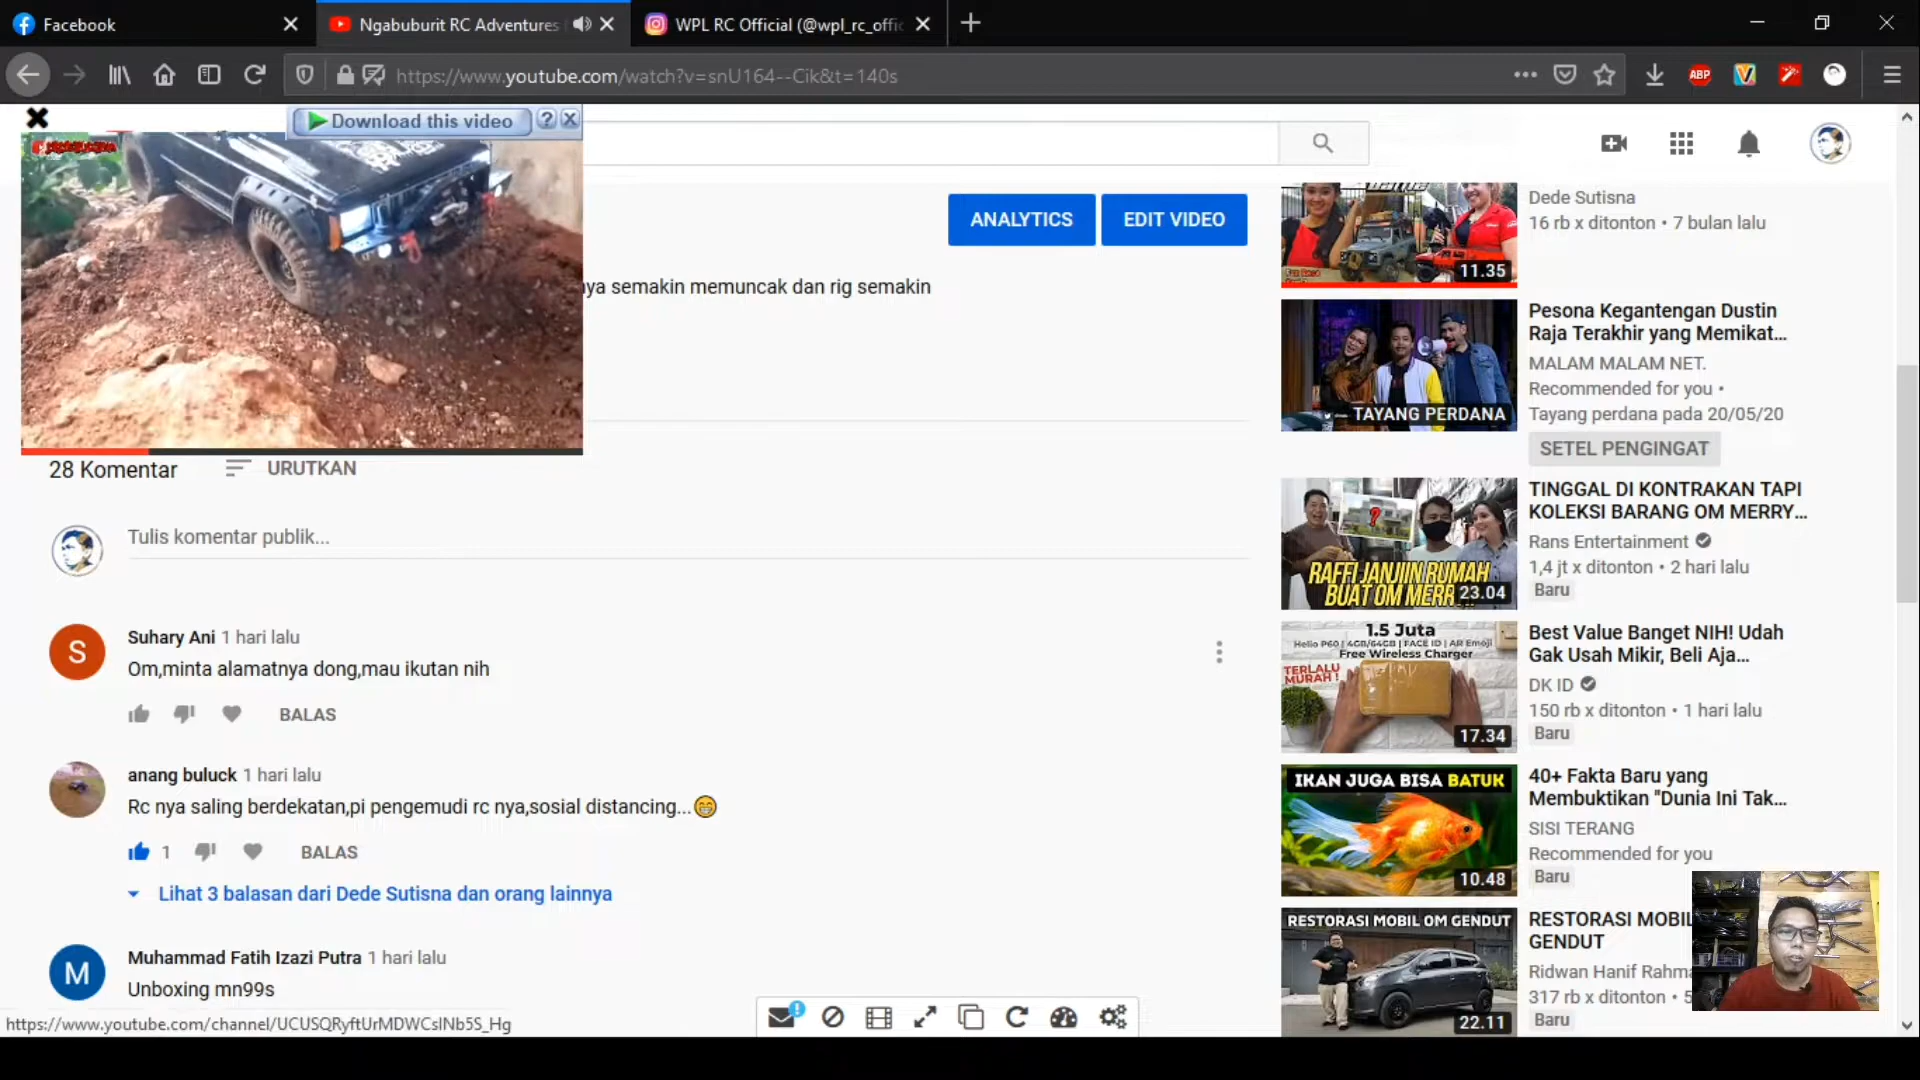 Facebook
Ngabuburit RC Adventures
WPL RC Official (@wpl_rc_offic
https://www.youtube.com/watch?v=snU164--Cik&t=140s
ABP
Download this video
ANALYTICS
EDIT VIDEO
ya semakin memuncak dan rig semakin
28 Komentar
URUTKAN
Tulis komentar publik...
S
Suhary Ani 1 hari lalu
Om,minta alamatnya dong,mau ikutan nih
BALAS
anang buluck 1 hari lalu
Rc nya saling berdekatan,pi pengemudi rc nya,sosial distancing...😁
1
BALAS
Lihat 3 balasan dari Dede Sutisna dan orang lainnya
M
Muhammad Fatih Izazi Putra 1 hari lalu
Unboxing mn99s
https://www.youtube.com/channel/UCUSQRyftUrMDWCsINb5S_Hg
11.35
Dede Sutisna
16 rb x ditonton • 7 bulan lalu
TAYANG PERDANA
Pesona Kegantengan Dustin
Raja Terakhir yang Memikat...
MALAM MALAM NET.
Recommended for you •
Tayang perdana pada 20/05/20
SETEL PENGINGAT
?
RAFFI JANJIIN RUMAH
BUAT OM MERR
23.04
TINGGAL DI KONTRAKAN TAPI
KOLEKSI BARANG OM MERRY...
Rans Entertainment
1,4 jt x ditonton • 2 hari lalu
Baru
1.5 Juta
Helio P60 | 4GB/64GB | FACE ID | AR Emoji
Free Wireless Charger
TERLALU
MURAH !
17.34
Best Value Banget NIH! Udah
Gak Usah Mikir, Beli Aja...
DK ID
150 rb x ditonton • 1 hari lalu
Baru
IKAN JUGA BISA BATUK
10.48
40+ Fakta Baru yang
Membuktikan "Dunia Ini Tak...
SISI TERANG
Recommended for you
Baru
RESTORASI MOBIL OM GENDUT
22.11
RESTORASI MOBIL
GENDUT
Ridwan Hanif Rahma
317 rb x ditonton • 5
Baru